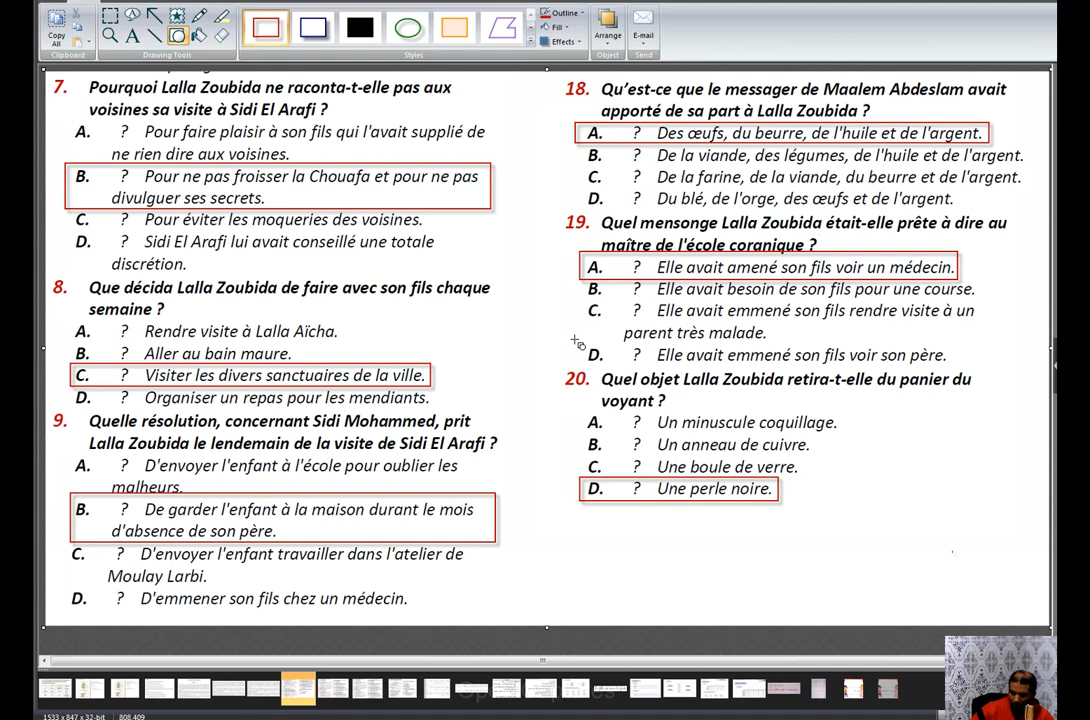 Copy
All
Clipboard
Drawing Tools
Styles
Outline
Fill
Effects
Arrange
Object
E-mail
Send
7. Pourquoi Lalla Zoubida ne raconta-t-elle pas aux
voisines sa visite à Sidi El Arafi ?
A. ? Pour faire plaisir à son fils qui l'avait supplié de
ne rien dire aux voisines.
B. ? Pour ne pas froisser la Chouafa et pour ne pas
divulguer ses secrets.
C. ? Pour éviter les moqueries des voisines.
D. ? Sidi El Arafi lui avait conseillé une totale
discrétion.
8. Que décida Lalla Zoubida de faire avec son fils chaque
semaine ?
A. ? Rendre visite à Lalla Aïcha.
B. ? Aller au bain maure.
C. ? Visiter les divers sanctuaires de la ville.
D. ? Organiser un repas pour les mendiants.
9. Quelle résolution, concernant Sidi Mohammed, prit
Lalla Zoubida le lendemain de la visite de Sidi El Arafi ?
A. ? D'envoyer l'enfant à l'école pour oublier les
malheurs.
B. ? De garder l'enfant à la maison durant le mois
d'absence de son père.
C. ? D'envoyer l'enfant travailler dans l'atelier de
Moulay Larbi.
D. ? D'emmener son fils chez un médecin.
18. Qu'est-ce que le messager de Maalem Abdeslam avait
apporté de sa part à Lalla Zoubida ?
A. ? Des œufs, du beurre, de l'huile et de l'argent.
B. ? De la viande, des légumes, de l'huile et de l'argent.
C. ? De la farine, de la viande, du beurre et de l'argent.
D. ? Du blé, de l'orge, des œufs et de l'argent.
19. Quel mensonge Lalla Zoubida était-elle prête à dire au
maître de l'école coranique ?
A. ? Elle avait amené son fils voir un médecin.
B. ? Elle avait besoin de son fils pour une course.
C. ? Elle avait emmené son fils rendre visite à un
parent très malade.
D. ? Elle avait emmené son fils voir son père.
20. Quel objet Lalla Zoubida retira-t-elle du panier du
voyant ?
A. ? Un minuscule coquillage.
B. ? Un anneau de cuivre.
C. ? Une boule de verre.
D. ? Une perle noire.
1533 x 847 x 32-bit
808,409